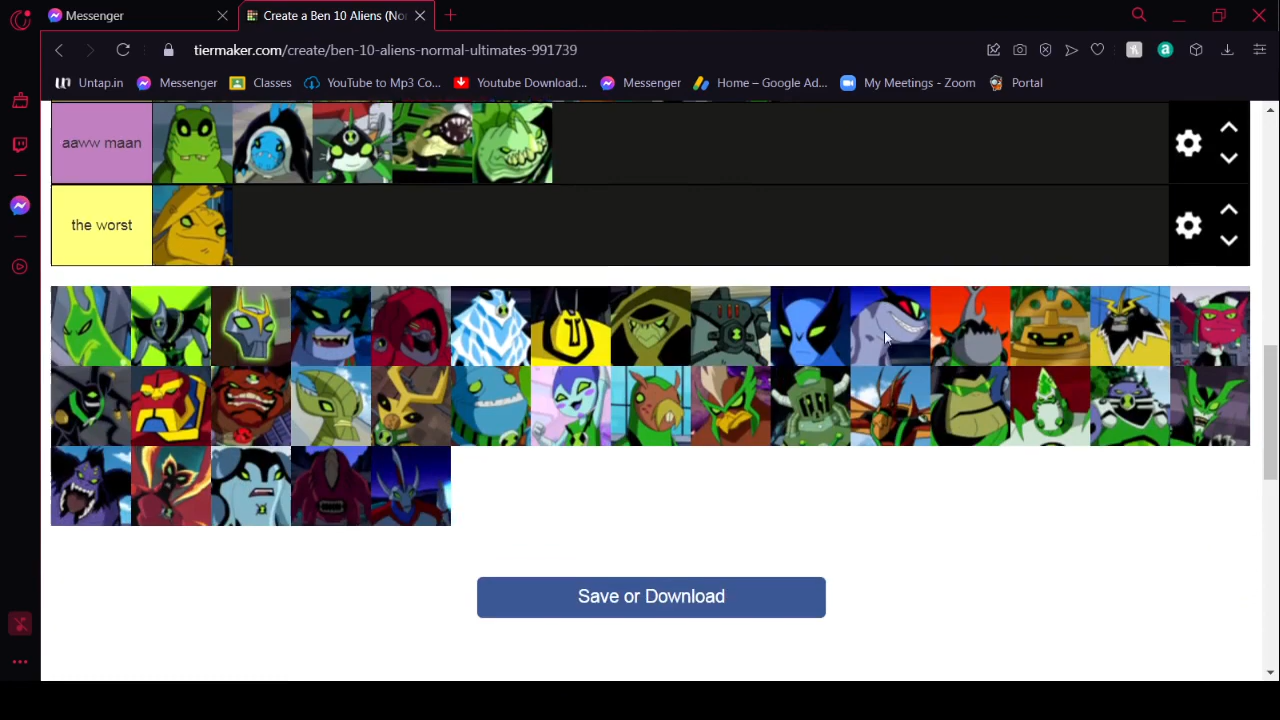 Messenger
Create a Ben 10 Aliens (No
tiermaker.com/create/ben-10-aliens-normal-ultimates-991739
Untap.in
Messenger
Classes
YouTube to Mp3 Co...
Youtube Download...
Messenger
Home – Google Ad...
My Meetings - Zoom
Portal
aaww maan
the worst
Save or Download